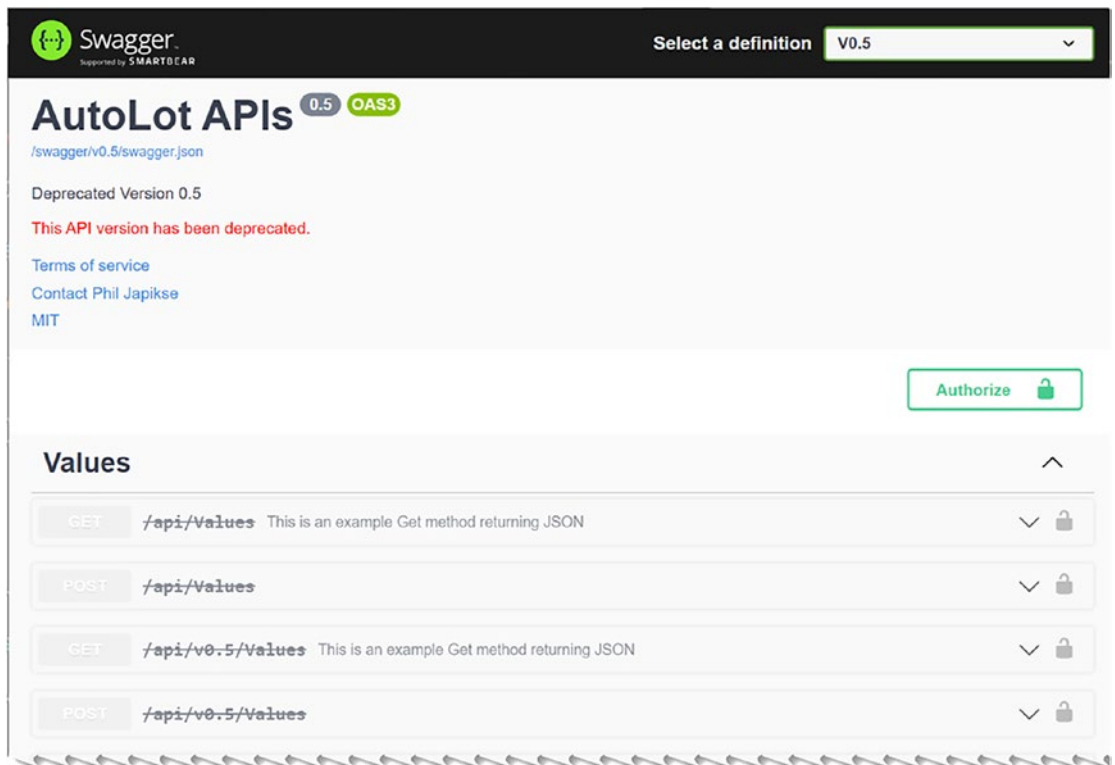 Swagger
Supported by SMARTBEAR
Select a definition V0.5
AutoLot APIs 0.5 OAS3
/swagger/v0.5/swagger.json
Deprecated Version 0.5
This API version has been deprecated.
Terms of service
Contact Phil Japikse
MIT
Authorize
Values
GET /api/Values This is an example Get method returning JSON
POST /api/Values
GET /api/v0.5/Values This is an example Get method returning JSON
POST /api/v0.5/Values